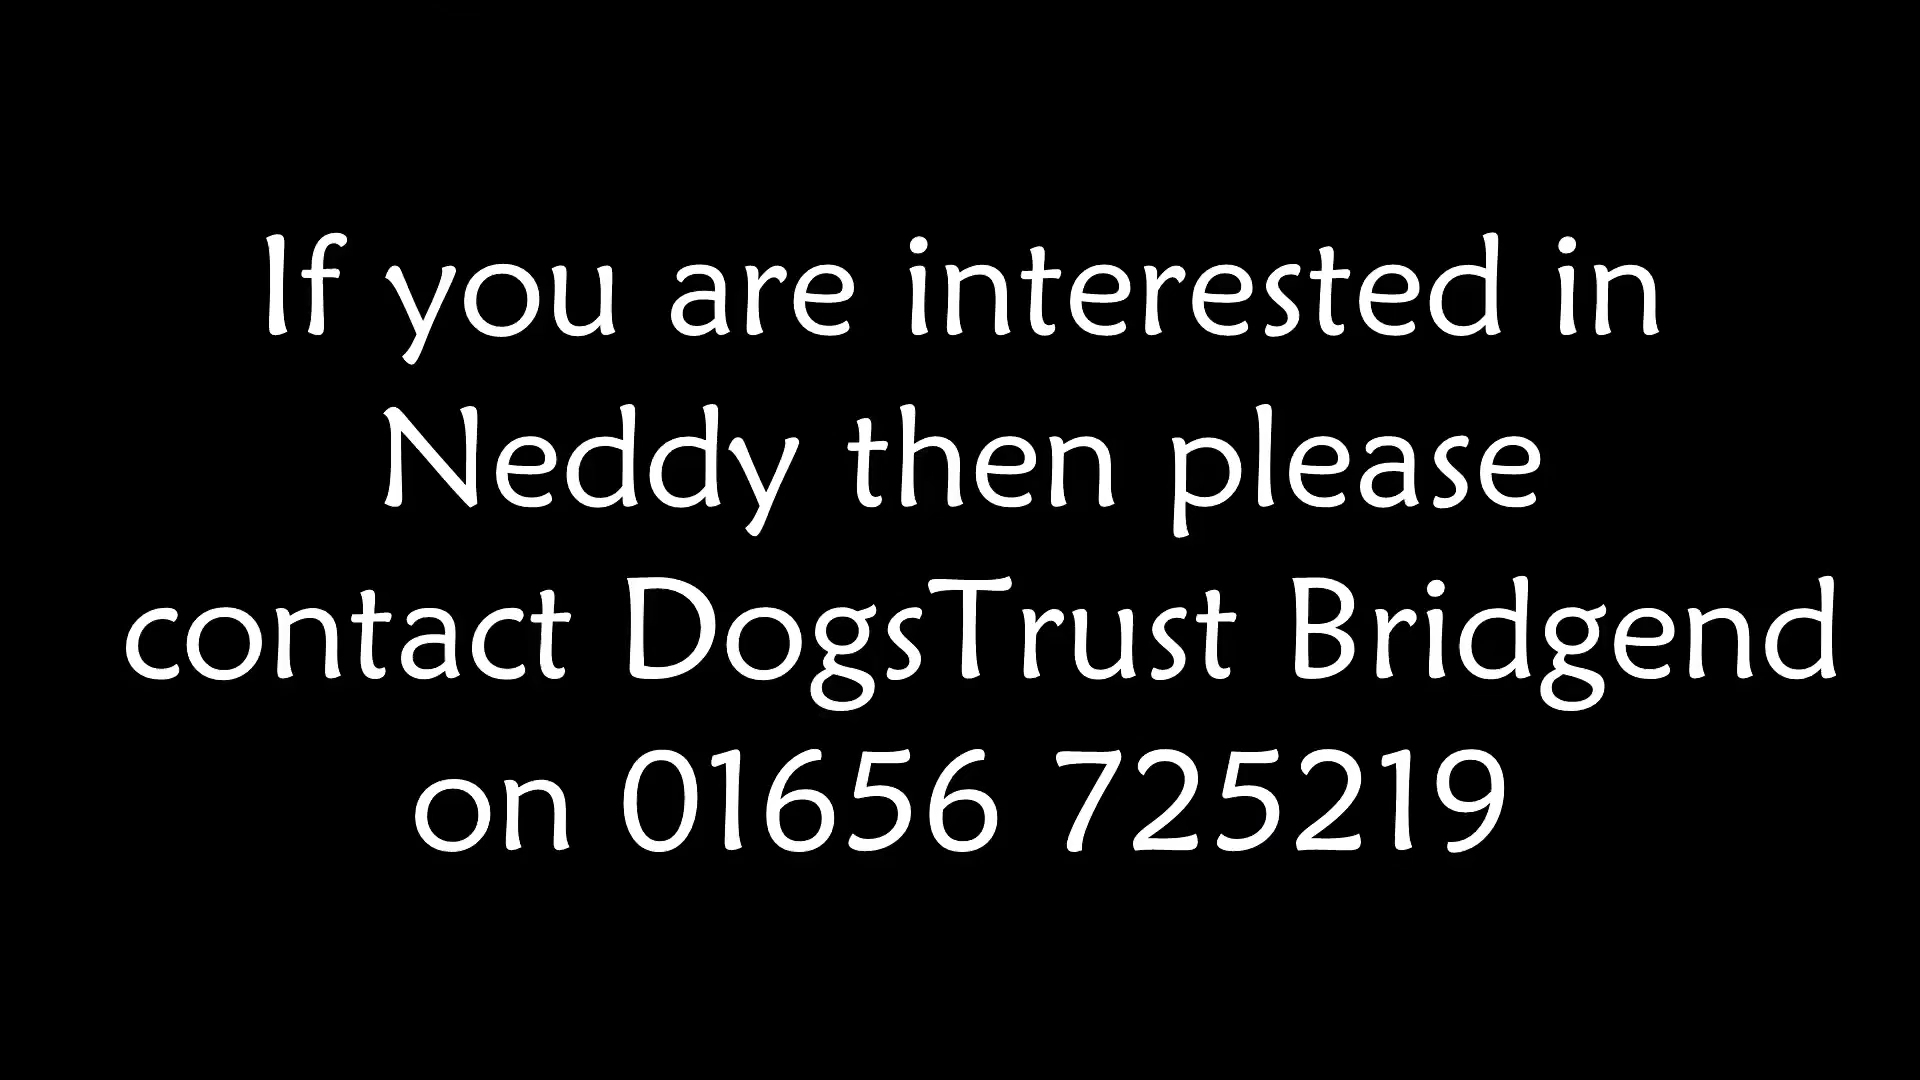 If you are interested in
Neddy then please
contact DogsTrust Bridgend
on 01656 725219